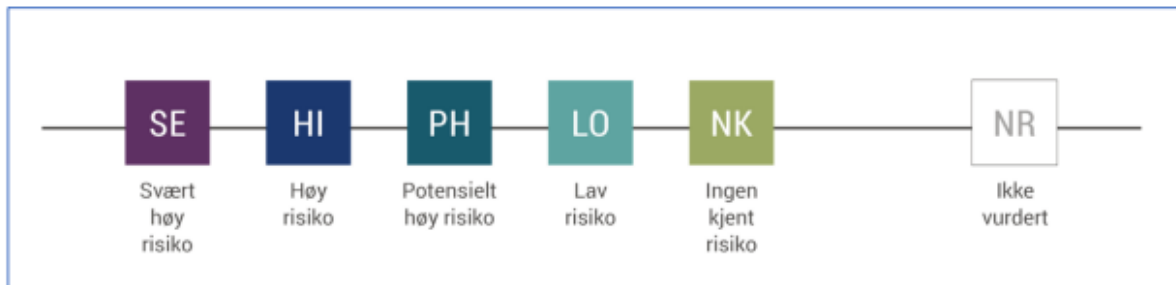 SE
HI
PH
LO
NK
NR
Svært
høy
risiko
Høy
risiko
Potensielt
høy risiko
Lav
risiko
Ingen
kjent
risiko
Ikke
vurdert